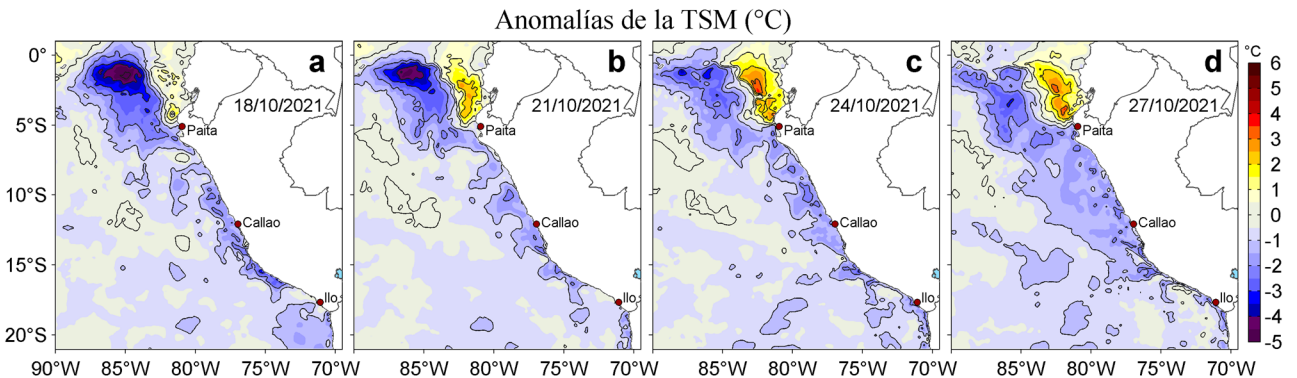 Anomalías de la TSM (°C)
a
b
c
d
18/10/2021
21/10/2021
24/10/2021
27/10/2021
Paita
Callao
Ilo
Paita
Callao
Ilo
Paita
Callao
Ilo
Paita
Callao
Ilo
0°
5°S
10°S
15°S
20°S
90°W 85°W 80°W 75°W 70°W
85°W 80°W 75°W 70°W
85°W 80°W 75°W 70°W
85°W 80°W 75°W 70°W
°C
6
5
4
3
2
1
0
-1
-2
-3
-4
-5